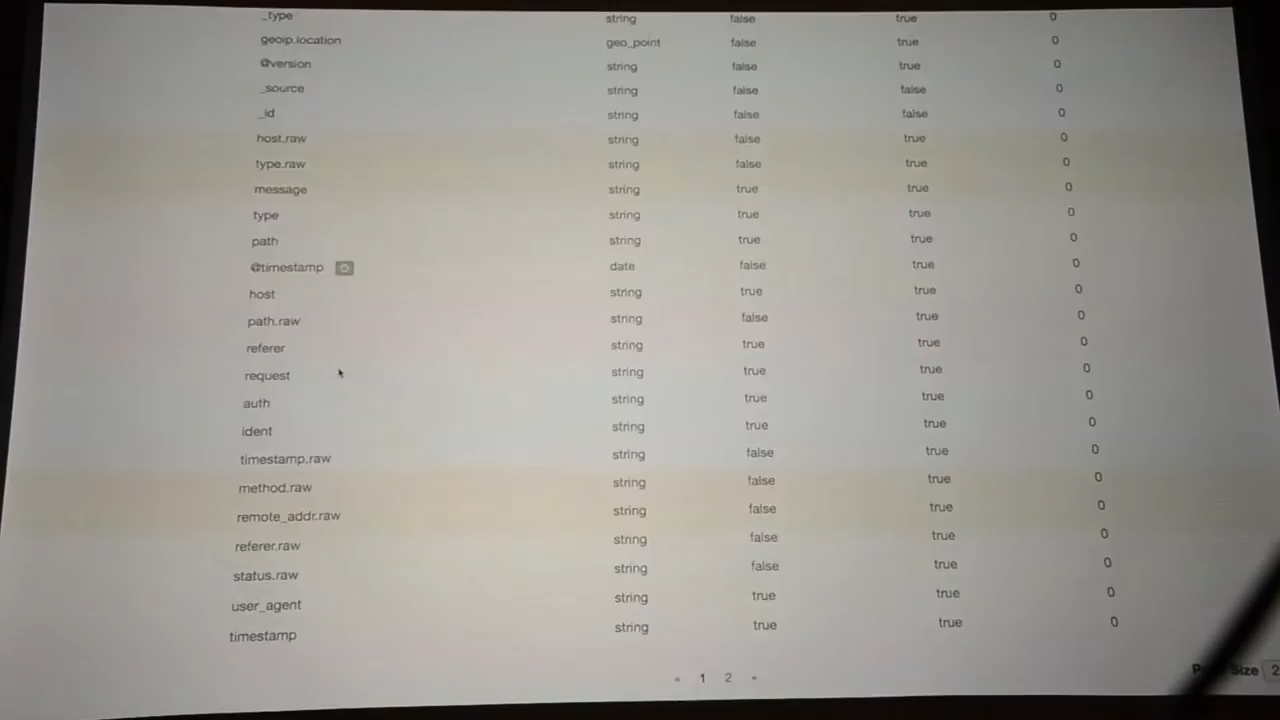 _type string false true 0
geoip.location geo_point false true 0
@version string false true 0
_source string false false 0
_id string false false 0
host.raw string false true 0
type.raw string false true 0
message string true true 0
type string true true 0
path string true true 0
@timestamp date false true 0
host string true true 0
path.raw string false true 0
referer string true true 0
request string true true 0
auth string true true 0
ident string true true 0
timestamp.raw string false true 0
method.raw string false true 0
remote_addr.raw string false true 0
referer.raw string false true 0
status.raw string false true 0
user_agent string true true 0
timestamp string true true 0
« 1 2 »
Size